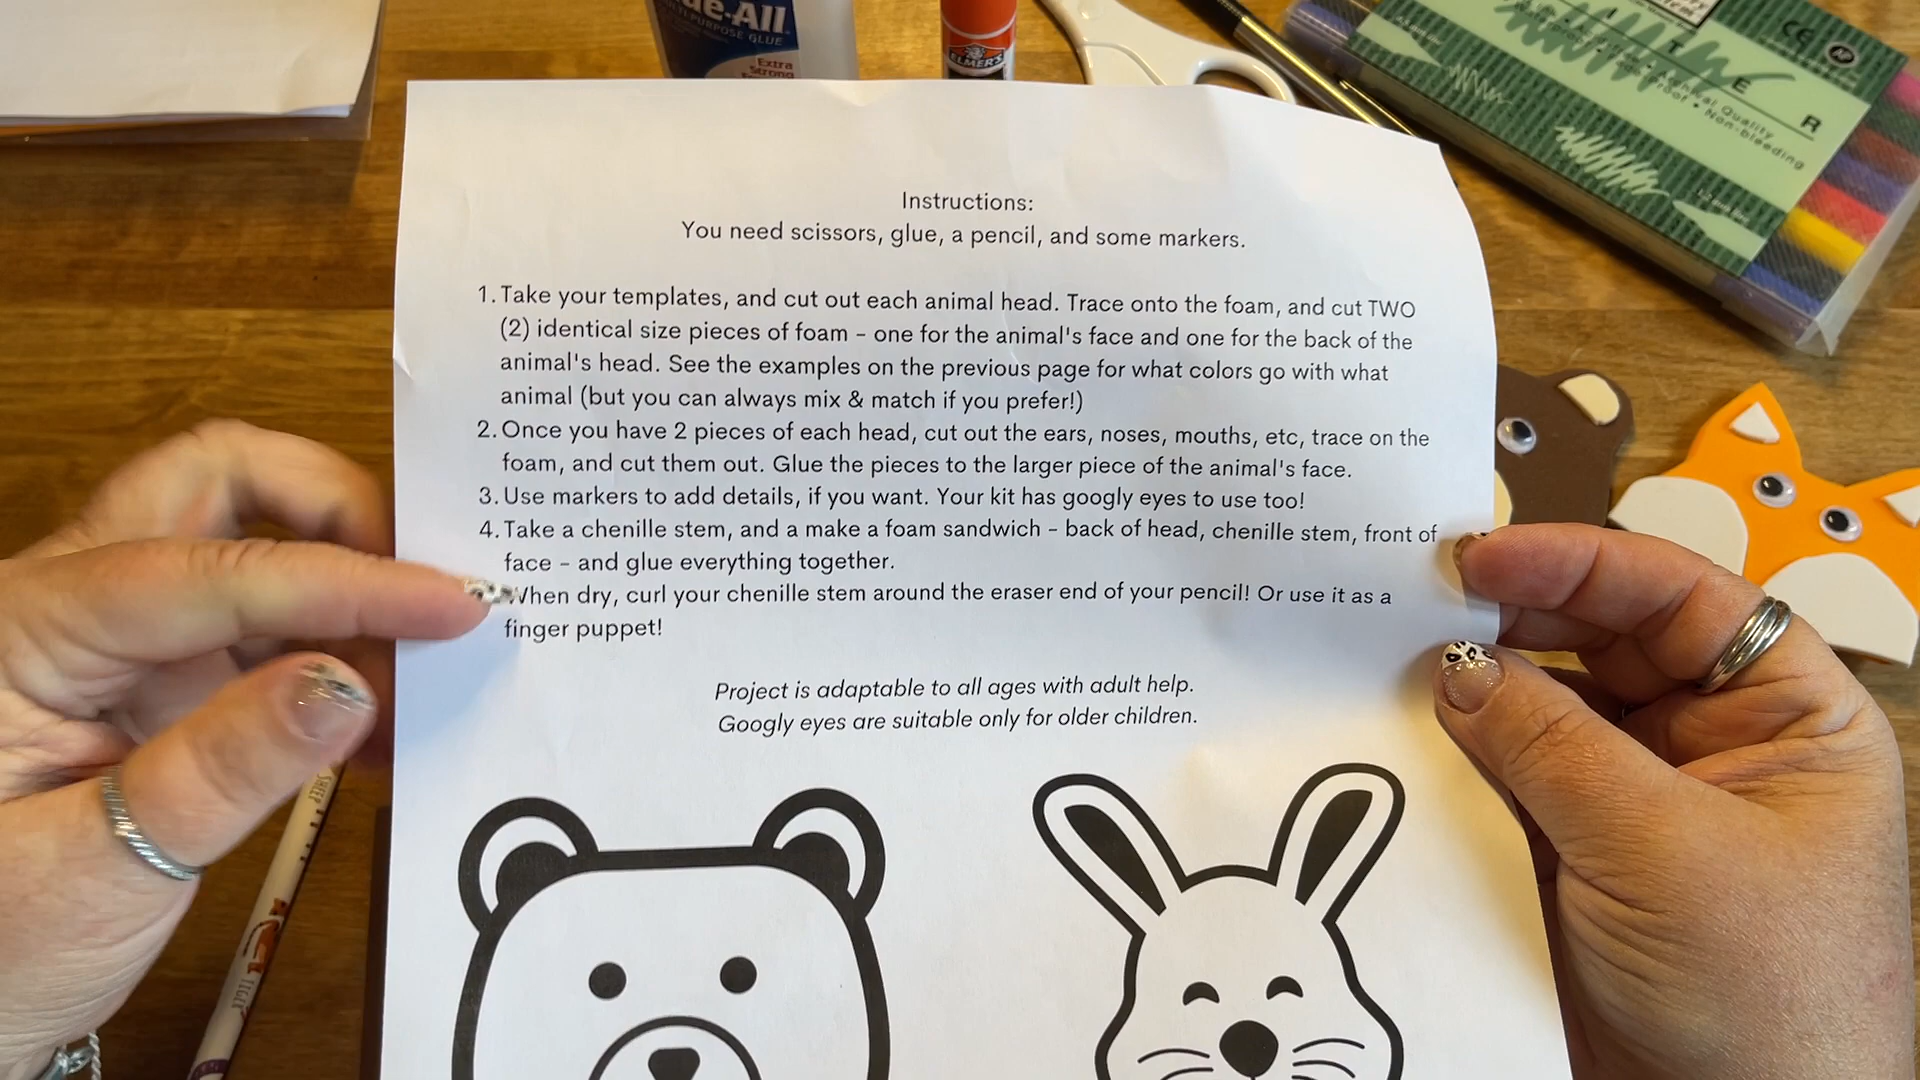 e-All
PURPOSE GLUE
Extra
Strong
ELMER'S
CE
AP
I T E R
Quality
Non-bleeding
Instructions:
You need scissors, glue, a pencil, and some markers.
1. Take your templates, and cut out each animal head. Trace onto the foam, and cut TWO
(2) identical size pieces of foam - one for the animal's face and one for the back of the
animal's head. See the examples on the previous page for what colors go with what
animal (but you can always mix & match if you prefer!)
2. Once you have 2 pieces of each head, cut out the ears, noses, mouths, etc, trace on the
foam, and cut them out. Glue the pieces to the larger piece of the animal's face.
3. Use markers to add details, if you want. Your kit has googly eyes to use too!
4. Take a chenille stem, and a make a foam sandwich - back of head, chenille stem, front of
face - and glue everything together.
When dry, curl your chenille stem around the eraser end of your pencil! Or use it as a
finger puppet!
Project is adaptable to all ages with adult help.
Googly eyes are suitable only for older children.
SHEEP
TIGER